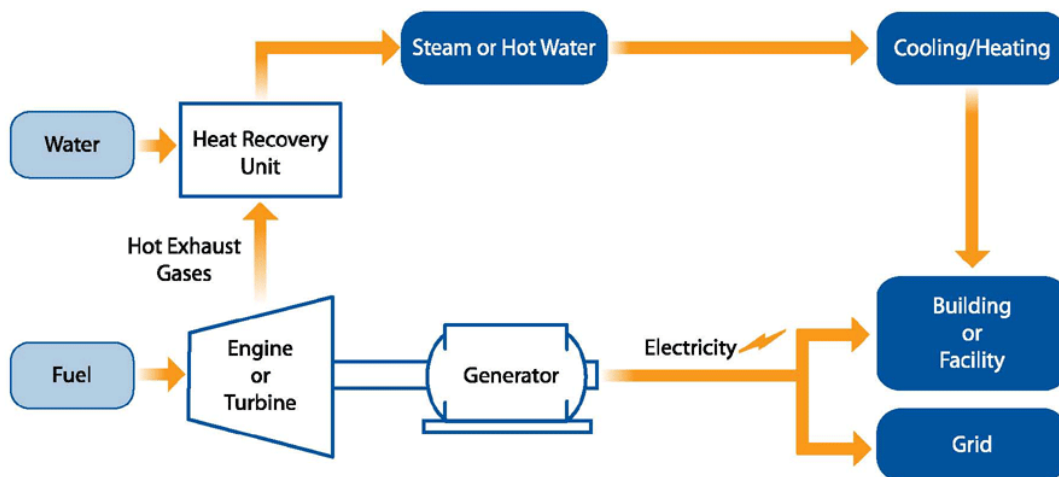 Steam or Hot Water
Cooling/Heating
Water
Heat Recovery
Unit
Hot Exhaust
Gases
Building
or
Facility
Fuel
Engine
or
Turbine
Generator
Electricity
Grid